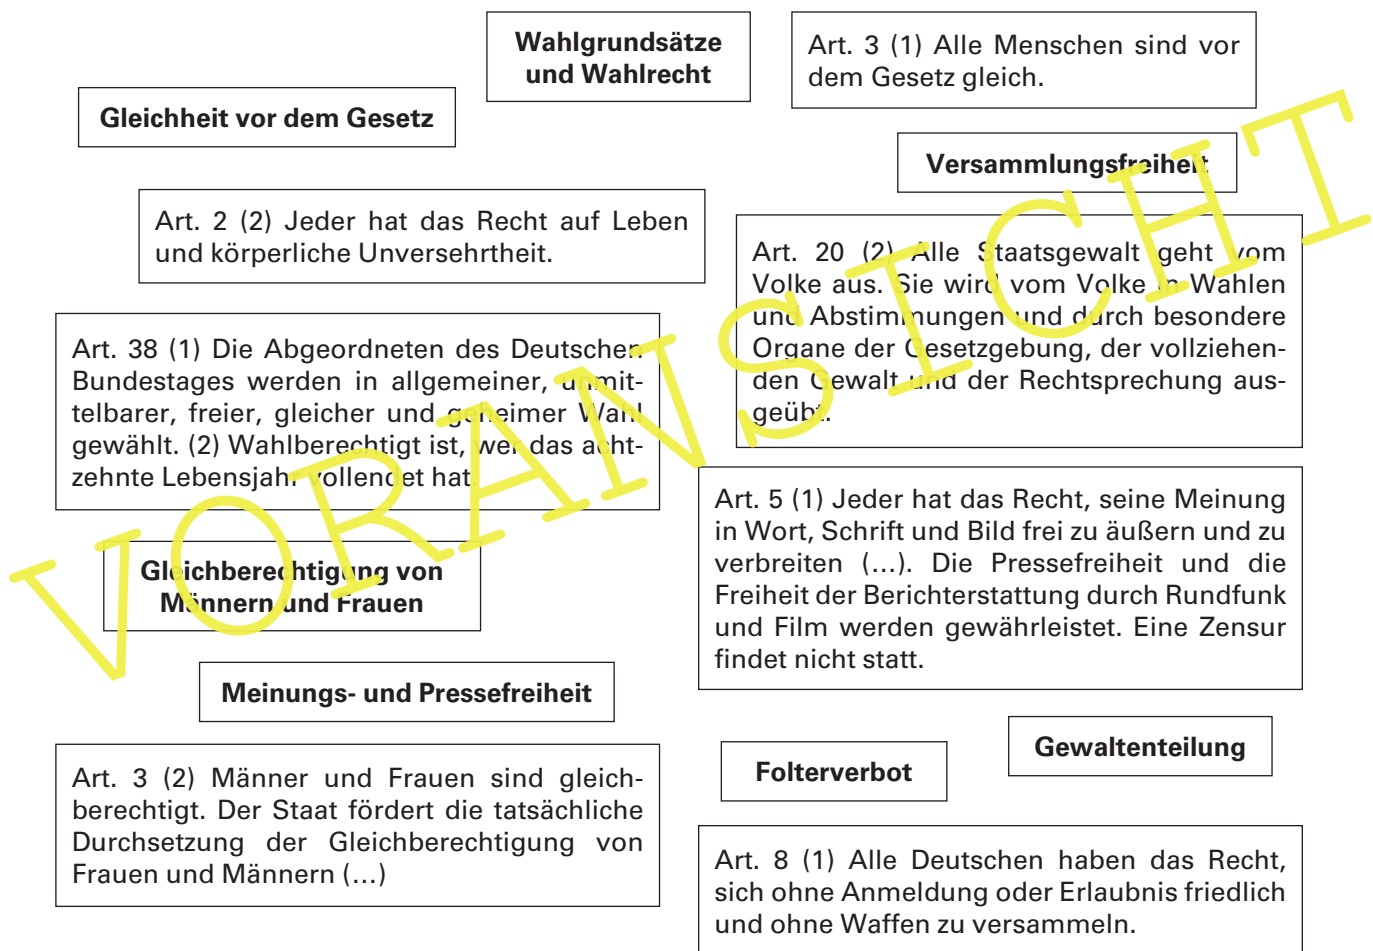 Wahlgrundsätze
und Wahlrecht
Art. 3 (1) Alle Menschen sind vor
dem Gesetz gleich.
Gleichheit vor dem Gesetz
Versammlungsfreiheit
Art. 2 (2) Jeder hat das Recht auf Leben
und körperliche Unversehrtheit.
Art. 20 (2) Alle Staatsgewalt geht vom
Volke aus. Sie wird vom Volke in Wahlen
und Abstimmungen und durch besondere
Organe der Gesetzgebung, der vollziehen-
den Gewalt und der Rechtsprechung aus-
geübt.
Art. 38 (1) Die Abgeordneten des Deutschen
Bundestages werden in allgemeiner, unmit-
telbarer, freier, gleicher und geheimer Wahl
gewählt. (2) Wahlberechtigt ist, wer das acht-
zehnte Lebensjahr vollendet hat.
Art. 5 (1) Jeder hat das Recht, seine Meinung
in Wort, Schrift und Bild frei zu äußern und zu
verbreiten (…). Die Pressefreiheit und die
Freiheit der Berichterstattung durch Rundfunk
und Film werden gewährleistet. Eine Zensur
findet nicht statt.
Gleichberechtigung von
Männern und Frauen
Meinungs- und Pressefreiheit
Gewaltenteilung
Folterverbot
Art. 3 (2) Männer und Frauen sind gleich-
berechtigt. Der Staat fördert die tatsächliche
Durchsetzung der Gleichberechtigung von
Frauen und Männern (…)
Art. 8 (1) Alle Deutschen haben das Recht,
sich ohne Anmeldung oder Erlaubnis friedlich
und ohne Waffen zu versammeln.
VORANSICHT